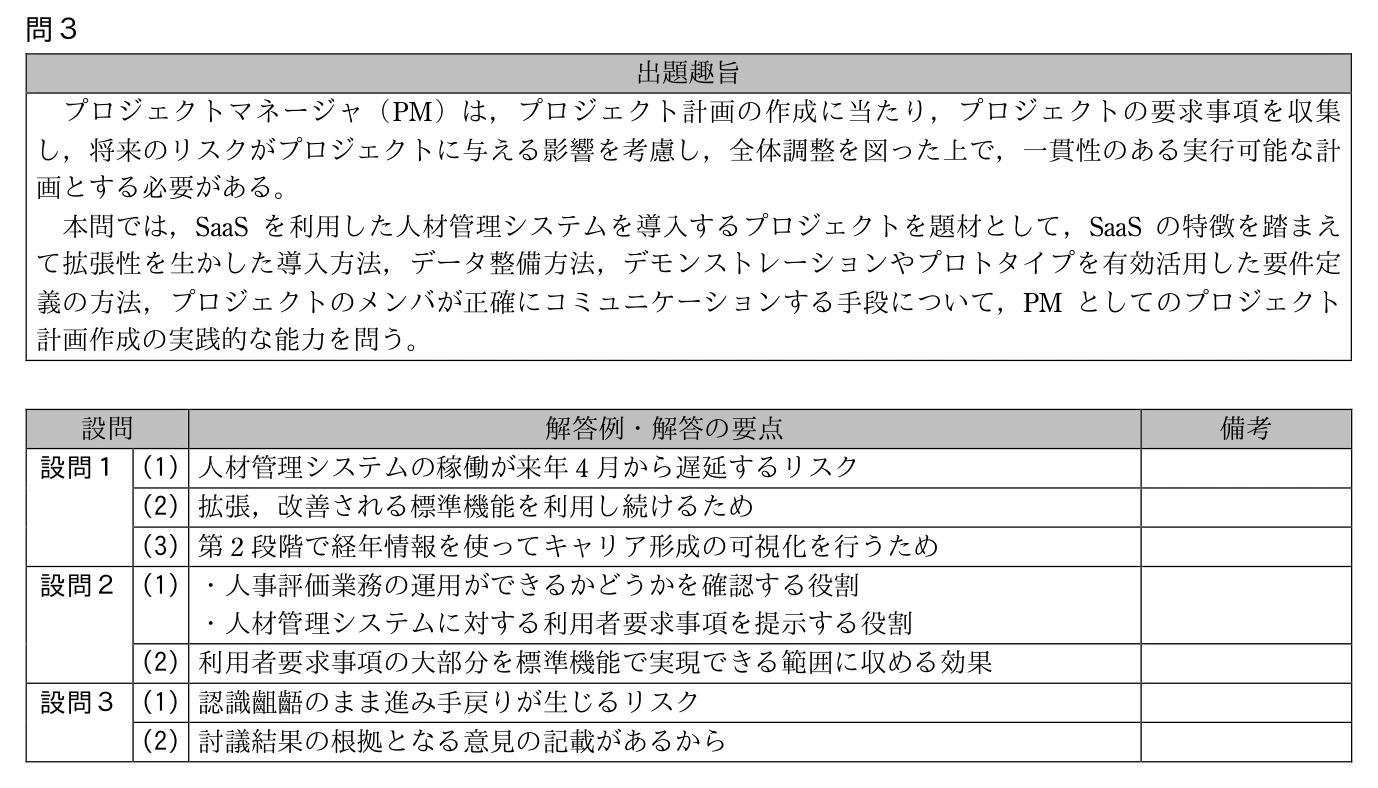 問３
出題趣旨
プロジェクトマネージャ（PM）は，プロジェクト計画の作成に当たり，プロジェクトの要求事項を収集
し，将来のリスクがプロジェクトに与える影響を考慮し，全体調整を図った上で，一貫性のある実行可能な計
画とする必要がある。
本問では，SaaS を利用した人材管理システムを導入するプロジェクトを題材として，SaaS の特徴を踏まえ
て拡張性を生かした導入方法，データ整備方法，デモンストレーションやプロトタイプを有効活用した要件定
義の方法，プロジェクトのメンバが正確にコミュニケーションする手段について，PM としてのプロジェクト
計画作成の実践的な能力を問う。
設問 解答例・解答の要点 備考
設問１ (1) 人材管理システムの稼働が来年 4 月から遅延するリスク
(2) 拡張，改善される標準機能を利用し続けるため
(3) 第 2 段階で経年情報を使ってキャリア形成の可視化を行うため
設問２ (1) ・人事評価業務の運用ができるかどうかを確認する役割
・人材管理システムに対する利用者要求事項を提示する役割
(2) 利用者要求事項の大部分を標準機能で実現できる範囲に収める効果
設問３ (1) 認識齟齬のまま進み手戻りが生じるリスク
(2) 討議結果の根拠となる意見の記載があるから